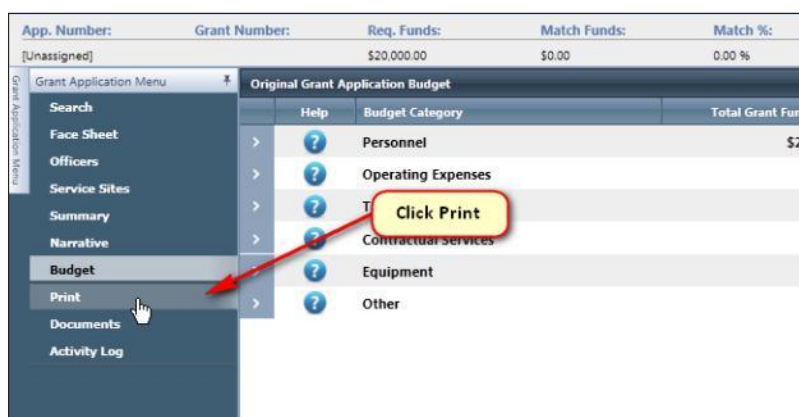 App. Number: Grant Number: Req. Funds: Match Funds: Match %:
[Unassigned] $20,000.00 $0.00 0.00 %
Grant Application Menu
Grant Application Menu
Original Grant Application Budget
Search
Help Budget Category Total Grant
Face Sheet
Personnel
Officers
Operating Expenses
Service Sites
Summary
Click Print
Narrative
Contractual Services
Budget
Equipment
Print
Other
Documents
Activity Log